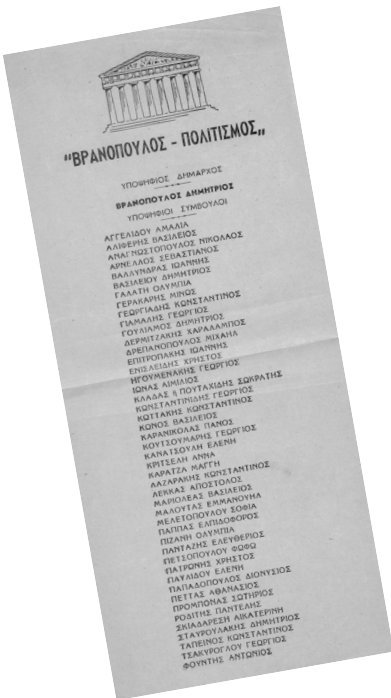 "ΒΡΑΝΟΠΟΥΛΟΣ - ΠΟΛΙΤΙΣΜΟΣ„
ΥΠΟΨΗΦΙΟΣ ΔΗΜΑΡΧΟΣ
ΒΡΑΝΟΠΟΥΛΟΣ ΔΗΜΗΤΡΙΟΣ
ΥΠΟΨΗΦΙΟΙ ΣΥΜΒΟΥΛΟΙ
ΑΓΓΕΛΙΔΟΥ ΑΜΑΛΙΑ
ΑΛΙΦΕΡΗΣ ΒΑΣΙΛΕΙΟΣ
ΑΝΑΓΝΩΣΤΟΠΟΥΛΟΣ ΝΙΚΟΛΑΟΣ
ΑΡΝΕΛΛΟΣ ΣΕΒΑΣΤΙΑΝΟΣ
ΒΑΛΛΥΝΔΡΑΣ ΙΩΑΝΝΗΣ
ΒΑΣΙΛΕΙΟΥ ΔΗΜΗΤΡΙΟΣ
ΓΑΛΑΤΗ ΟΛΥΜΠΙΑ
ΓΕΡΑΚΑΡΗΣ ΜΙΝΩΣ
ΓΕΩΡΓΙΑΔΗΣ ΚΩΝΣΤΑΝΤΙΝΟΣ
ΓΙΑΜΑΛΗΣ ΓΕΩΡΓΙΟΣ
ΓΟΥΛΙΑΜΟΣ ΔΗΜΗΤΡΙΟΣ
ΔΕΡΜΙΤΖΑΚΗΣ ΧΑΡΑΛΑΜΠΟΣ
ΔΡΕΠΑΝΟΠΟΥΛΟΣ ΜΙΧΑΗΛ
ΕΠΙΤΡΟΠΑΚΗΣ ΙΩΑΝΝΗΣ
ΕΝΙΣΛΕΙΔΗΣ ΧΡΗΣΤΟΣ
ΗΓΟΥΜΕΝΑΚΗΣ ΓΕΩΡΓΙΟΣ
ΙΩΝΑΣ ΑΙΜΙΛΙΟΣ
ΚΛΑΔΑΣ ή ΠΟΥΤΑΧΙΔΗΣ ΣΩΚΡΑΤΗΣ
ΚΩΝΣΤΑΝΤΙΝΙΔΗΣ ΓΕΩΡΓΙΟΣ
ΚΩΤΤΑΚΗΣ ΚΩΝΣΤΑΝΤΙΝΟΣ
ΚΩΝΟΣ ΒΑΣΙΛΕΙΟΣ
ΚΑΡΑΝΙΚΟΛΑΣ ΠΑΝΟΣ
ΚΟΥΤΣΟΥΜΑΡΗΣ ΓΕΩΡΓΙΟΣ
ΚΑΝΑΤΣΟΥΛΗ ΕΛΕΝΗ
ΚΡΙΤΣΕΛΗ ΑΝΝΑ
ΚΑΡΑΤΖΑ ΜΑΓΓΗ
ΛΑΖΑΡΑΚΗΣ ΚΩΝΣΤΑΝΤΙΝΟΣ
ΛΕΚΚΑΣ ΑΠΟΣΤΟΛΟΣ
ΜΑΡΙΟΛΕΑΣ ΒΑΣΙΛΕΙΟΣ
ΜΑΛΟΥΤΑΣ ΕΜΜΑΝΟΥΗΛ
ΜΕΛΕΤΟΠΟΥΛΟΥ ΣΟΦΙΑ
ΠΑΠΠΑΣ ΕΛΠΙΔΟΦΟΡΟΣ
ΠΙΖΑΝΗ ΟΛΥΜΠΙΑ
ΠΑΝΤΑΖΗΣ ΕΛΕΥΘΕΡΙΟΣ
ΠΕΤΣΟΠΟΥΛΟΥ ΦΩΦΩ
ΠΑΤΡΩΝΗΣ ΧΡΗΣΤΟΣ
ΠΑΥΛΙΔΟΥ ΕΛΕΝΗ
ΠΑΠΑΔΟΠΟΥΛΟΣ ΔΙΟΝΥΣΙΟΣ
ΠΕΤΤΑΣ ΑΘΑΝΑΣΙΟΣ
ΠΡΟΜΠΟΝΑΣ ΣΩΤΗΡΙΟΣ
ΡΟΔΙΤΗΣ ΠΑΝΤΕΛΗΣ
ΣΚΙΑΔΑΡΕΣΗ ΑΙΚΑΤΕΡΙΝΗ
ΣΤΑΥΡΟΥΛΑΚΗΣ ΔΗΜΗΤΡΙΟΣ
ΤΑΠΕΙΝΟΣ ΚΩΝΣΤΑΝΤΙΝΟΣ
ΤΣΑΚΥΡΟΓΛΟΥ ΓΕΩΡΓΙΟΣ
ΦΟΥΝΤΗΣ ΑΝΤΩΝΙΟΣ